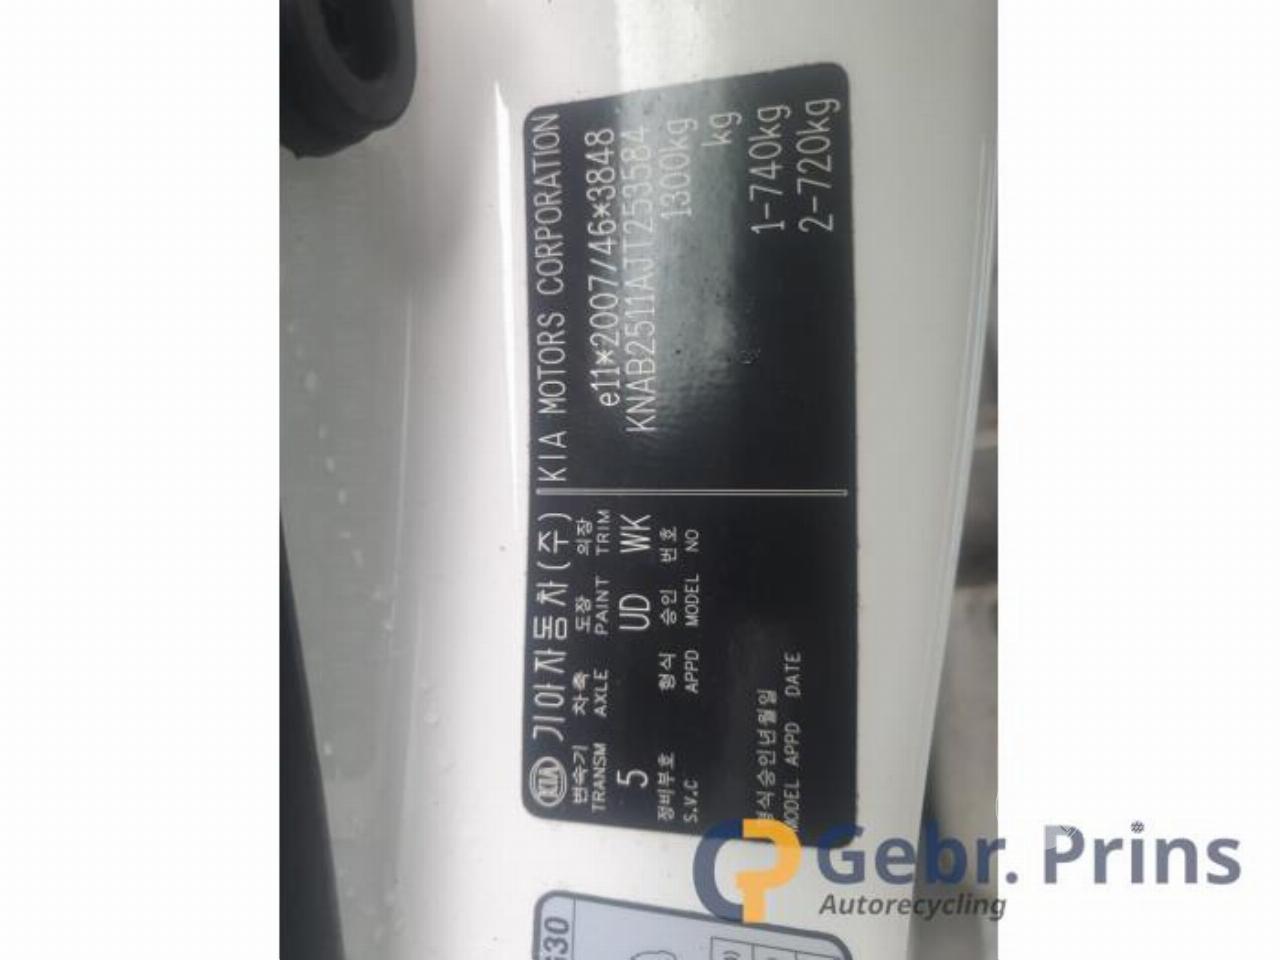 KIA 기아자동차(주) KIA MOTORS CORPORATION
변속기 차축 도장 의장
TRANSM AXLE PAINT TRIM
e11*2007/46*3848
5 UD WK
KNAB2511AJT253584
정비부호 형식 승인 번호
S.V.C APPD MODEL NO
1300kg
kg
형식승인년월일
MODEL APPD DATE
1-740kg
2-720kg
Gebr. Prins
Autorecycling